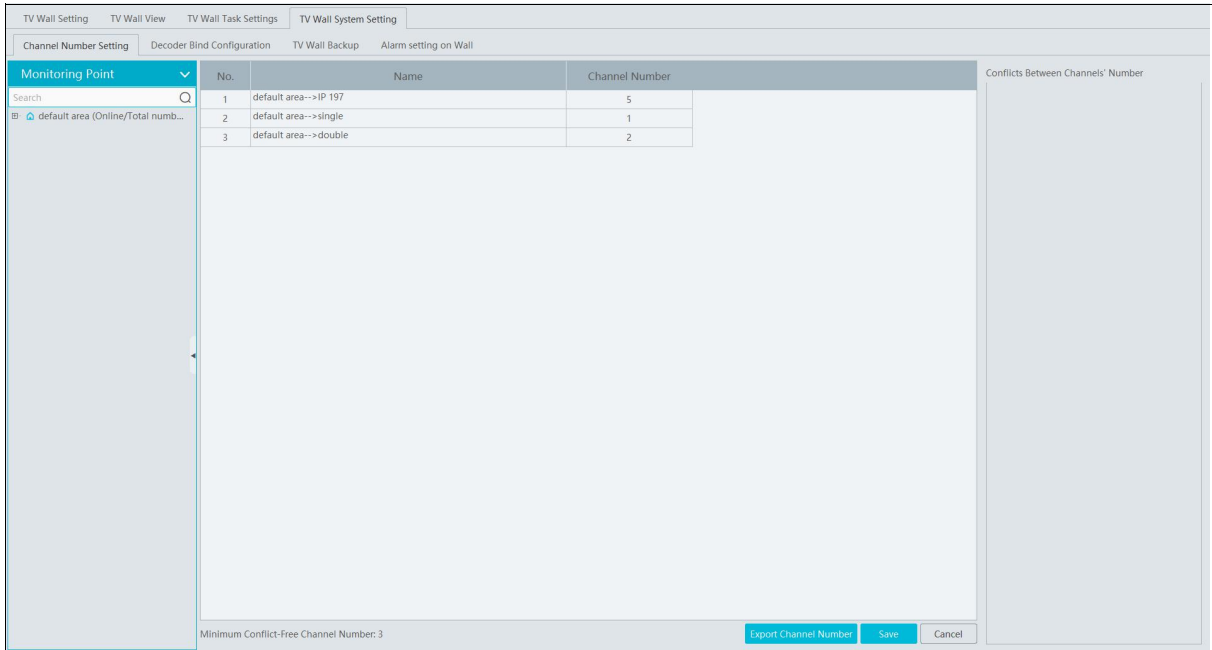 TV Wall Setting TV Wall View TV Wall Task Settings TV Wall System Setting
Channel Number Setting Decoder Bind Configuration TV Wall Backup Alarm setting on Wall
Monitoring Point
Search
default area (Online/Total numb...
No. Name Channel Number
1 default area-->IP 197 5
2 default area-->single 1
3 default area-->double 2
Minimum Conflict-Free Channel Number: 3
Export Channel Number Save Cancel
Conflicts Between Channels' Number